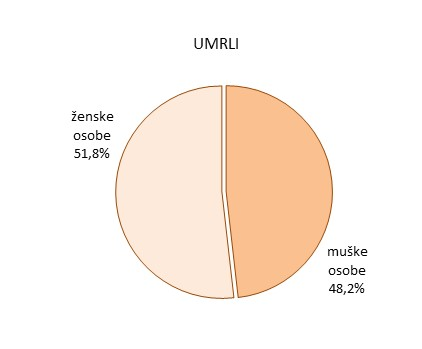 UMRLI
ženske
osobe
51,8%
muške
osobe
48,2%